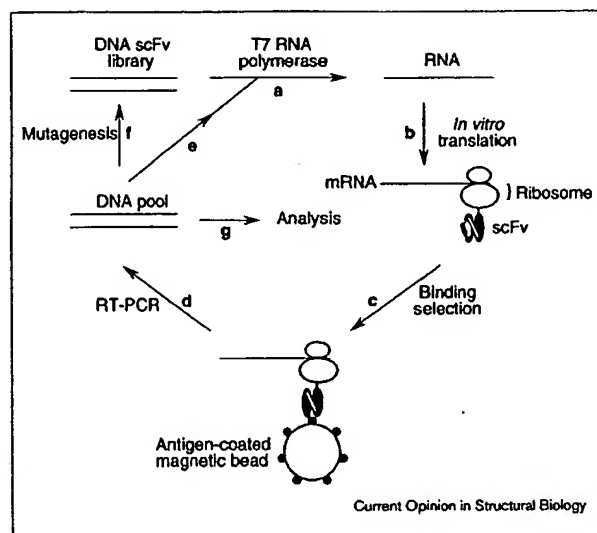 DNA scFv
library
T7 RNA
polymerase
a
RNA
Mutagenesis
f
e
b
In vitro
translation
mRNA
} Ribosome
scFv
DNA pool
g
Analysis
RT-PCR
d
c
Binding
selection
Antigen-coated
magnetic bead
Current Opinion in Structural Biology